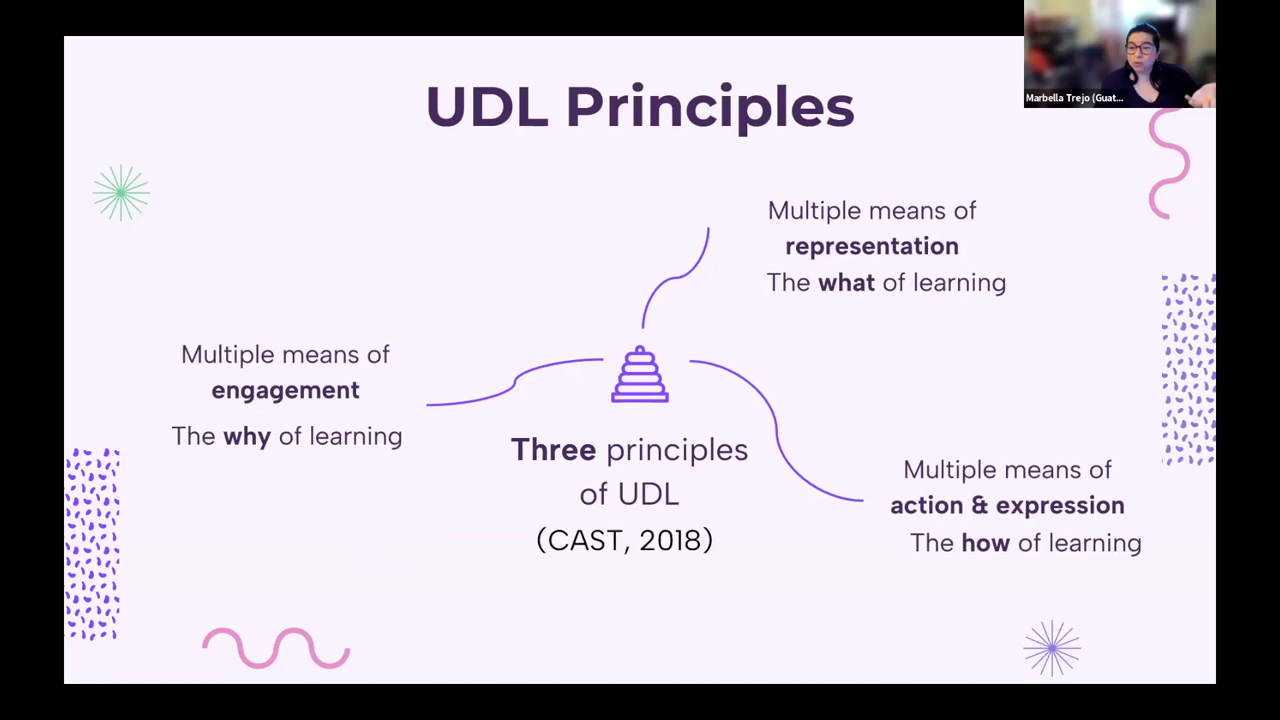 UDL Principles
Marbella Trejo (Guat...
Multiple means of
representation
The what of learning
Multiple means of
engagement
The why of learning
Three principles
of UDL
(CAST, 2018)
Multiple means of
action & expression
The how of learning